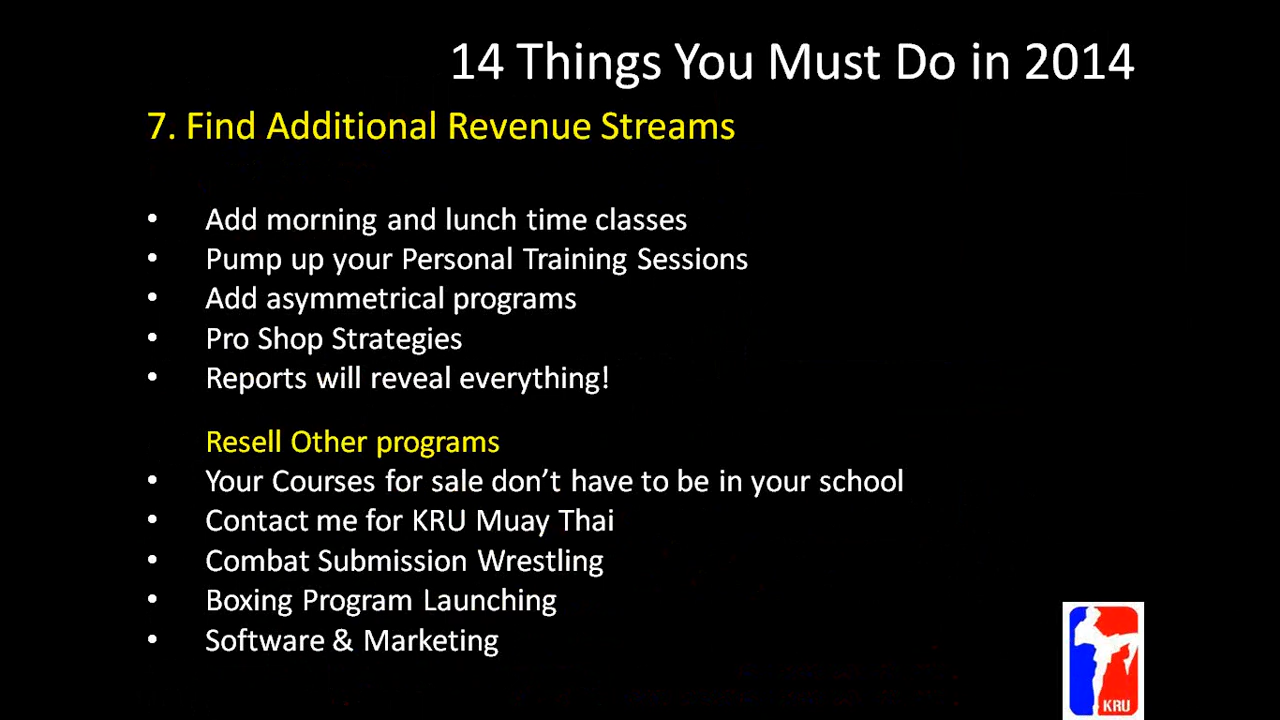 14 Things You Must Do in 2014
7. Find Additional Revenue Streams
• Add morning and lunch time classes
• Pump up your Personal Training Sessions
• Add asymmetrical programs
• Pro Shop Strategies
• Reports will reveal everything!
Resell Other programs
• Your Courses for sale don’t have to be in your school
• Contact me for KRU Muay Thai
• Combat Submission Wrestling
• Boxing Program Launching
• Software & Marketing
KRU